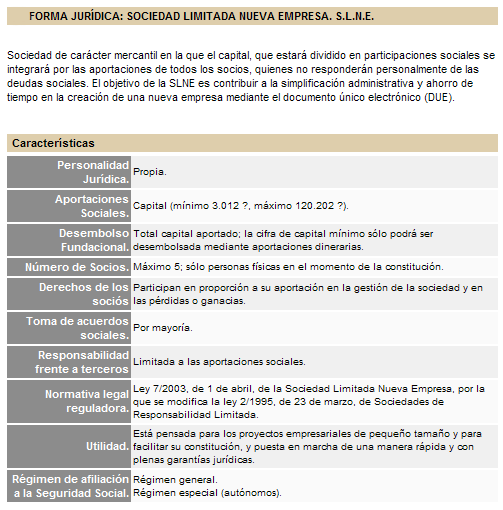 FORMA JURÍDICA: SOCIEDAD LIMITADA NUEVA EMPRESA. S.L.N.E.
Sociedad de carácter mercantil en la que el capital, que estará dividido en participaciones sociales se
integrará por las aportaciones de todos los socios, quienes no responderán personalmente de las
deudas sociales. El objetivo de la SLNE es contribuir a la simplificación administrativa y ahorro de
tiempo en la creación de una nueva empresa mediante el documento único electrónico (DUE).
Características
Personalidad
Jurídica.
Propia.
Aportaciones
Sociales.
Capital (mínimo 3.012 ?, máximo 120.202 ?).
Desembolso
Fundacional.
Total capital aportado; la cifra de capital mínimo sólo podrá ser
desembolsada mediante aportaciones dinerarias.
Número de Socios.
Máximo 5; sólo personas físicas en el momento de la constitución.
Derechos de los
sociós
Participan en proporción a su aportación en la gestión de la sociedad y en
las pérdidas o ganacias.
Toma de acuerdos
sociales.
Por mayoría.
Responsabilidad
frente a terceros
Limitada a las aportaciones sociales.
Normativa legal
reguladora.
Ley 7/2003, de 1 de abril, de la Sociedad Limitada Nueva Empresa, por la
que se modifica la ley 2/1995, de 23 de marzo, de Sociedades de
Responsabilidad Limitada.
Utilidad.
Está pensada para los proyectos empresariales de pequeño tamaño y para
facilitar su constitución, y puesta en marcha de una manera rápida y con
plenas garantías jurídicas.
Régimen de afiliación
a la Seguridad Social.
Régimen general.
Régimen especial (autónomos).